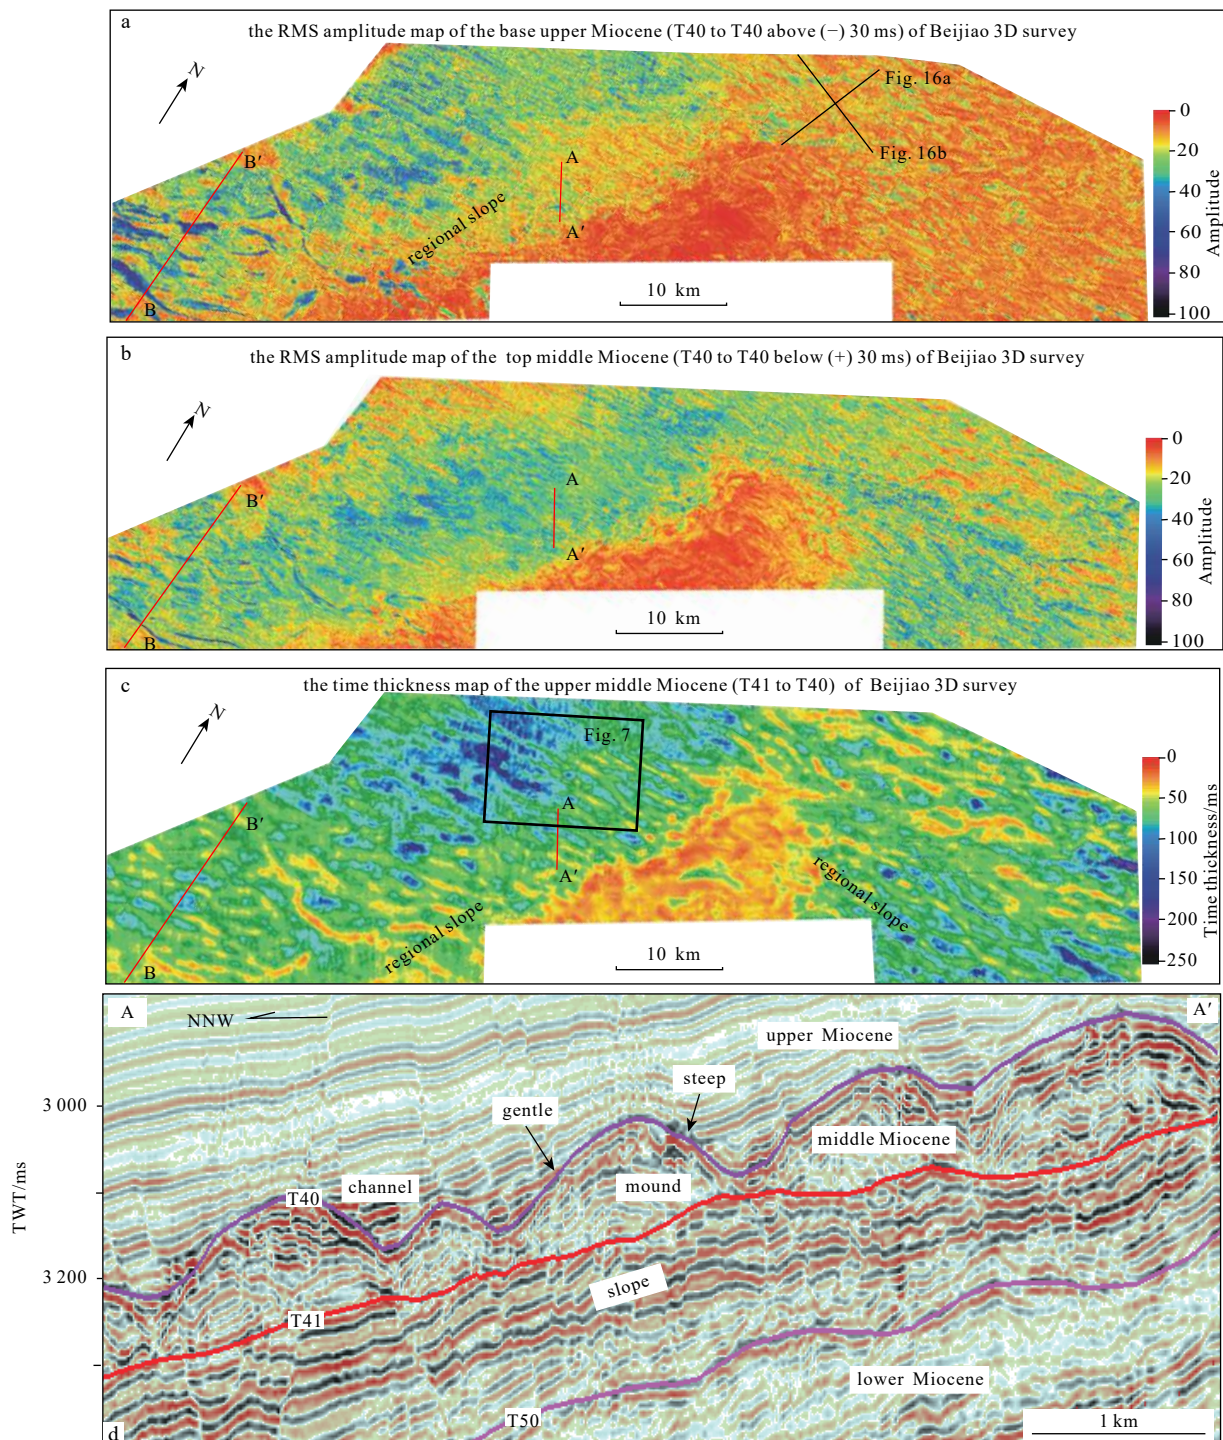 a
the RMS amplitude map of the base upper Miocene (T40 to T40 above (−) 30 ms) of Beijiao 3D survey
N
Fig. 16a
Fig. 16b
B′
B
A
A′
regional slope
10 km
0
20
40
60
80
100
Amplitude
b
the RMS amplitude map of the top middle Miocene (T40 to T40 below (+) 30 ms) of Beijiao 3D survey
N
B′
B
A
A′
10 km
0
20
40
60
80
100
Amplitude
c
the time thickness map of the upper middle Miocene (T41 to T40) of Beijiao 3D survey
N
Fig. 7
B′
B
A
A′
regional slope
regional slope
10 km
0
50
100
150
200
250
Time thickness/ms
A
A′
NNW
upper Miocene
steep
gentle
3 000
middle Miocene
channel
mound
T40
TWT/ms
3 200
slope
T41
lower Miocene
T50
1 km
d